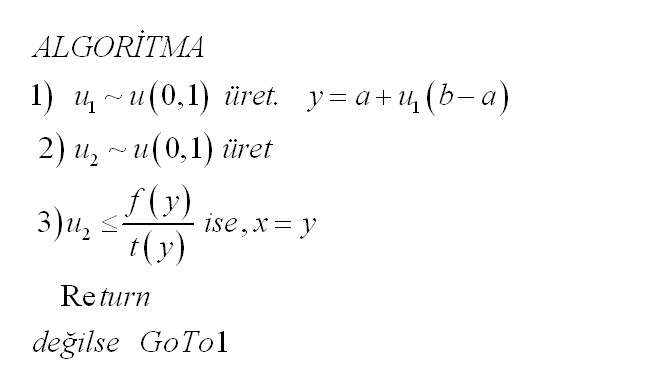 ALGORİTMA
1) u₁ ~ u(0,1) üret. y = a + u₁(b − a)
2) u₂ ~ u(0,1) üret
3) u₂ ≤ f(y)/t(y) ise, x = y
Return
değilse GoTo1